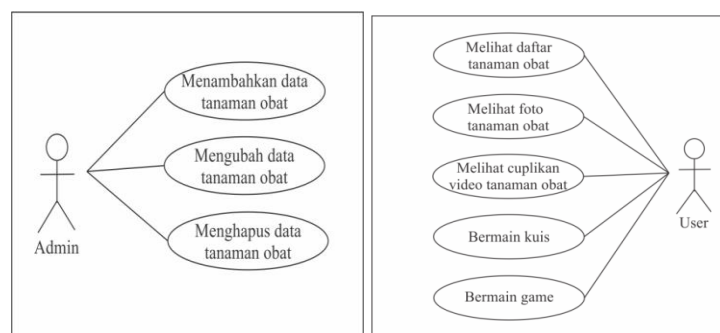 Menambahkan data
tanaman obat
Mengubah data
tanaman obat
Menghapus data
tanaman obat
Admin
Melihat daftar
tanaman obat
Melihat foto
tanaman obat
Melihat cuplikan
video tanaman obat
Bermain kuis
Bermain game
User